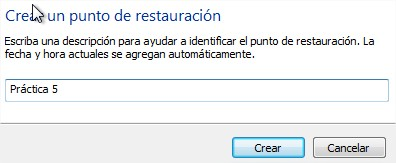 Crear un punto de restauración
Escriba una descripción para ayudar a identificar el punto de restauración. La
fecha y hora actuales se agregan automáticamente.
Práctica 5
Crear
Cancelar